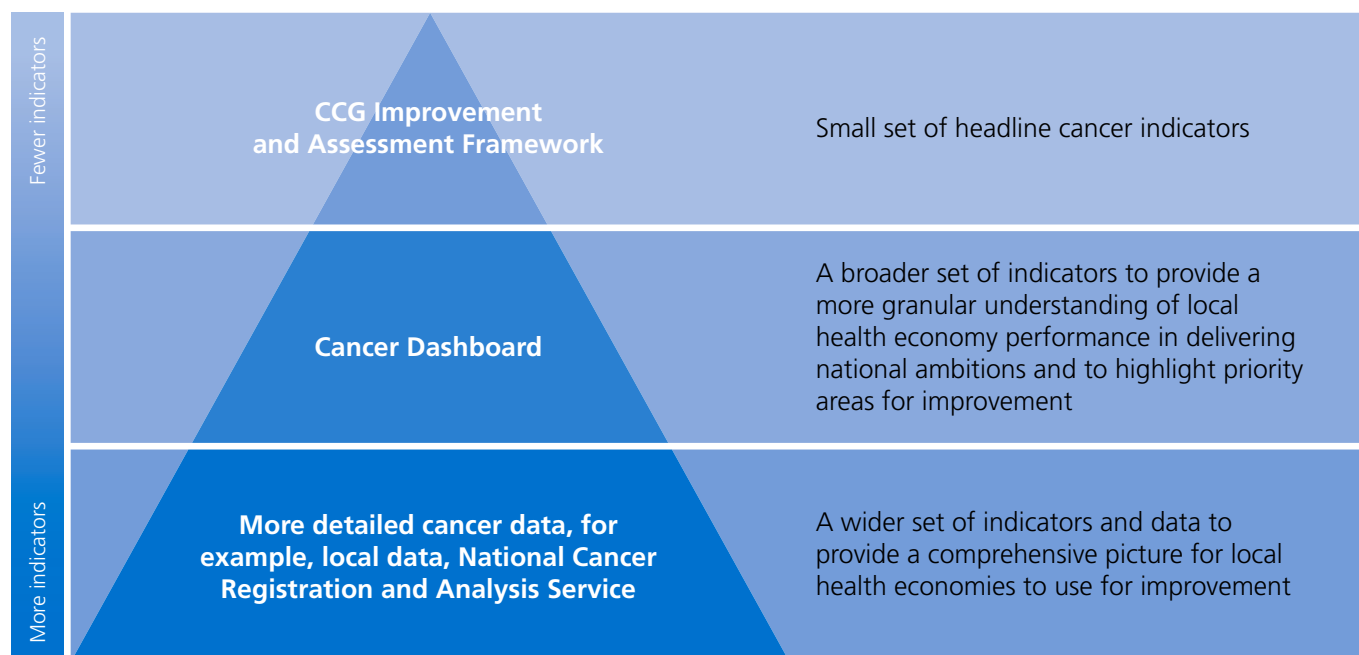 Fewer indicators
CCG Improvement
and Assessment Framework
Small set of headline cancer indicators
Cancer Dashboard
A broader set of indicators to provide a
more granular understanding of local
health economy performance in delivering
national ambitions and to highlight priority
areas for improvement
More indicators
More detailed cancer data, for
example, local data, National Cancer
Registration and Analysis Service
A wider set of indicators and data to
provide a comprehensive picture for local
health economies to use for improvement